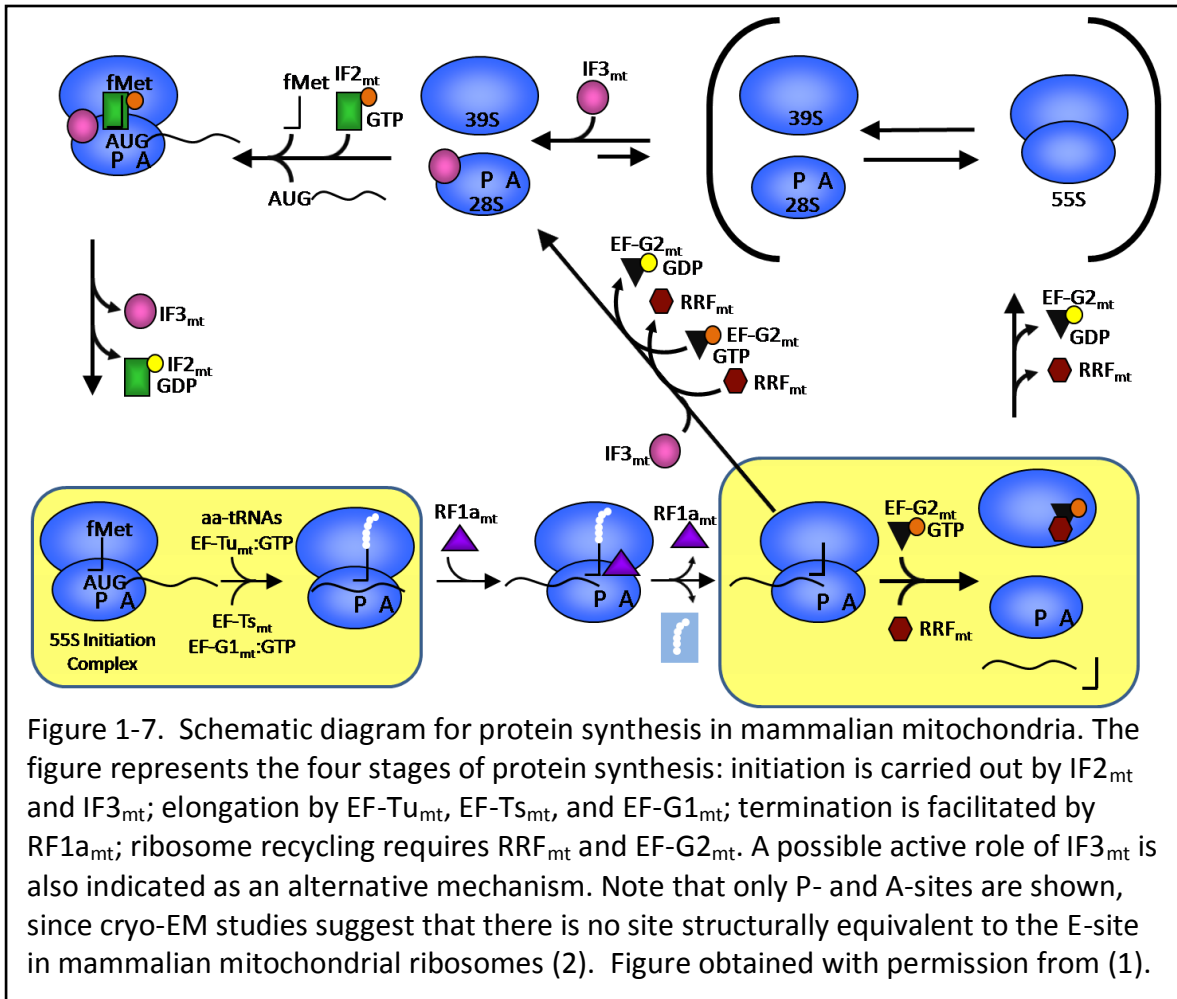 fMet
AUG
P A
fMet
IF2mt
GTP
AUG
39S
P A
28S
IF3mt
39S
P A
28S
55S
IF3mt
IF2mt
GDP
EF-G2mt
GDP
RRFmt
EF-G2mt
GTP
RRFmt
IF3mt
EF-G2mt
GDP
RRFmt
fMet
AUG
P A
55S Initiation
Complex
aa-tRNAs
EF-Tumt:GTP
EF-Tsmt
EF-G1mt:GTP
P A
RF1amt
P A
RF1amt
P A
EF-G2mt
GTP
RRFmt
P A
Figure 1-7. Schematic diagram for protein synthesis in mammalian mitochondria. The
figure represents the four stages of protein synthesis: initiation is carried out by IF2mt
and IF3mt; elongation by EF-Tumt, EF-Tsmt, and EF-G1mt; termination is facilitated by
RF1amt; ribosome recycling requires RRFmt and EF-G2mt. A possible active role of IF3mt is
also indicated as an alternative mechanism. Note that only P- and A-sites are shown,
since cryo-EM studies suggest that there is no site structurally equivalent to the E-site
in mammalian mitochondrial ribosomes (2). Figure obtained with permission from (1).